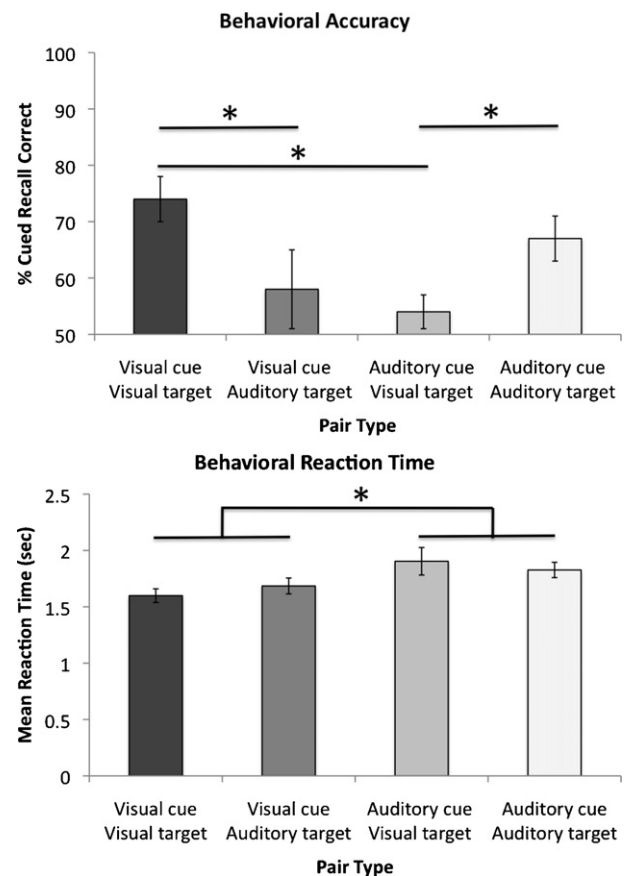 Behavioral Accuracy
% Cued Recall Correct
100
90
80
70
60
50
*
*
*
Visual cue Visual cue Auditory cue Auditory cue
Visual target Auditory target Visual target Auditory target
Pair Type
Behavioral Reaction Time
Mean Reaction Time (sec)
2.5
2
1.5
1
0.5
0
*
Visual cue Visual cue Auditory cue Auditory cue
Visual target Auditory target Visual target Auditory target
Pair Type